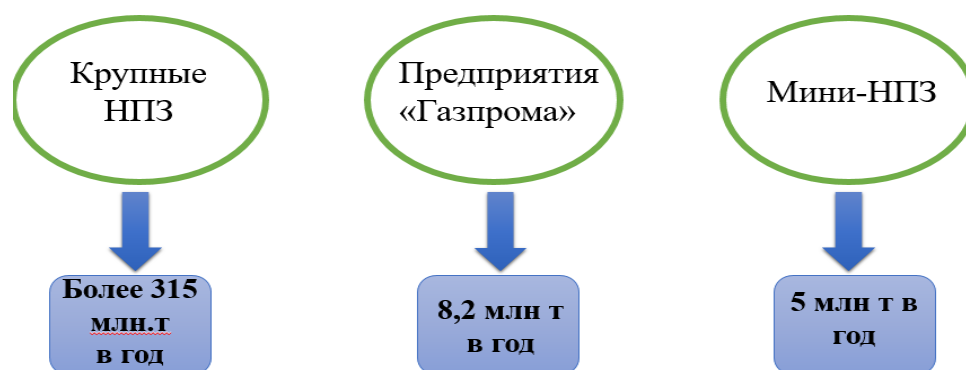 Крупные
НПЗ
Предприятия
«Газпрома»
Мини-НПЗ
Более 315
млн.т
в год
8,2 млн т
в год
5 млн т в
год